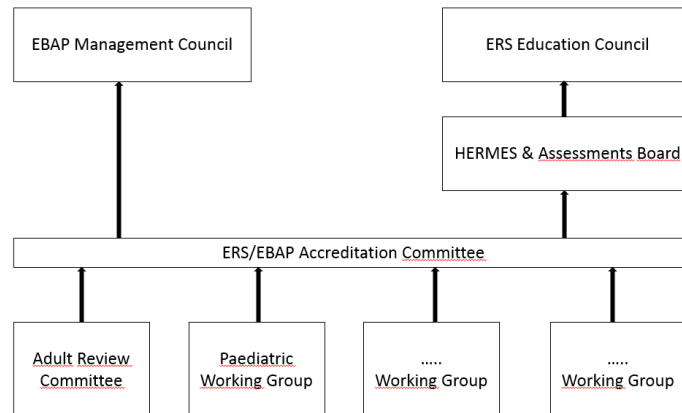 EBAP Management Council
ERS Education Council
HERMES & Assessments Board
ERS/EBAP Accreditation Committee
Adult Review
Committee
Paediatric
Working Group
.....
Working Group
.....
Working Group